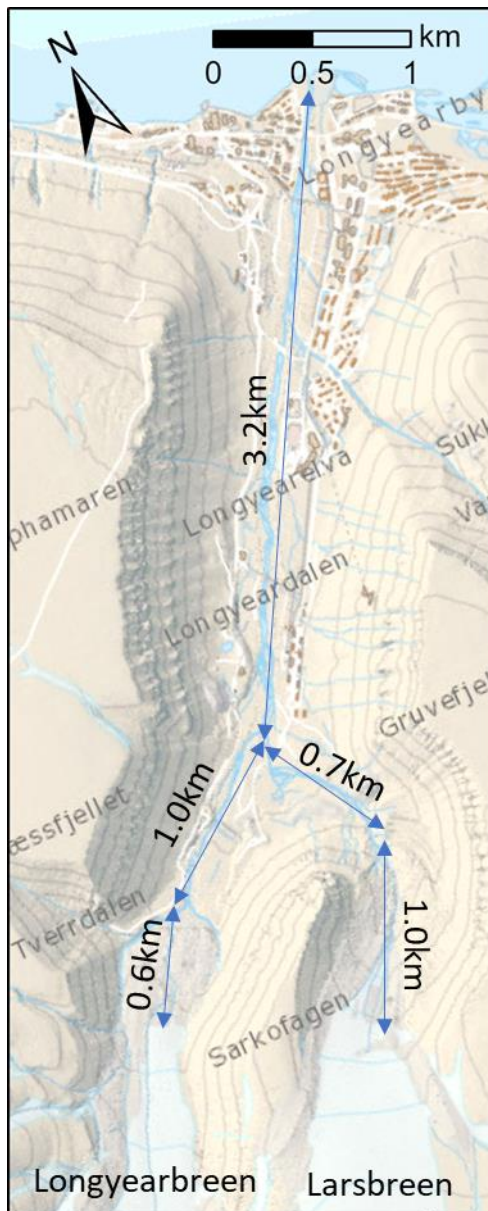 N
km
0 0.5 1
Longyearby
3.2km
Sukk
Longyearelva
Va
phamaren
Longyeardalen
Gruvefjel
0.7km
1.0km
æssfjellet
Tverrdalen
1.0km
0.6km
Sarkofagen
Longyearbreen Larsbreen